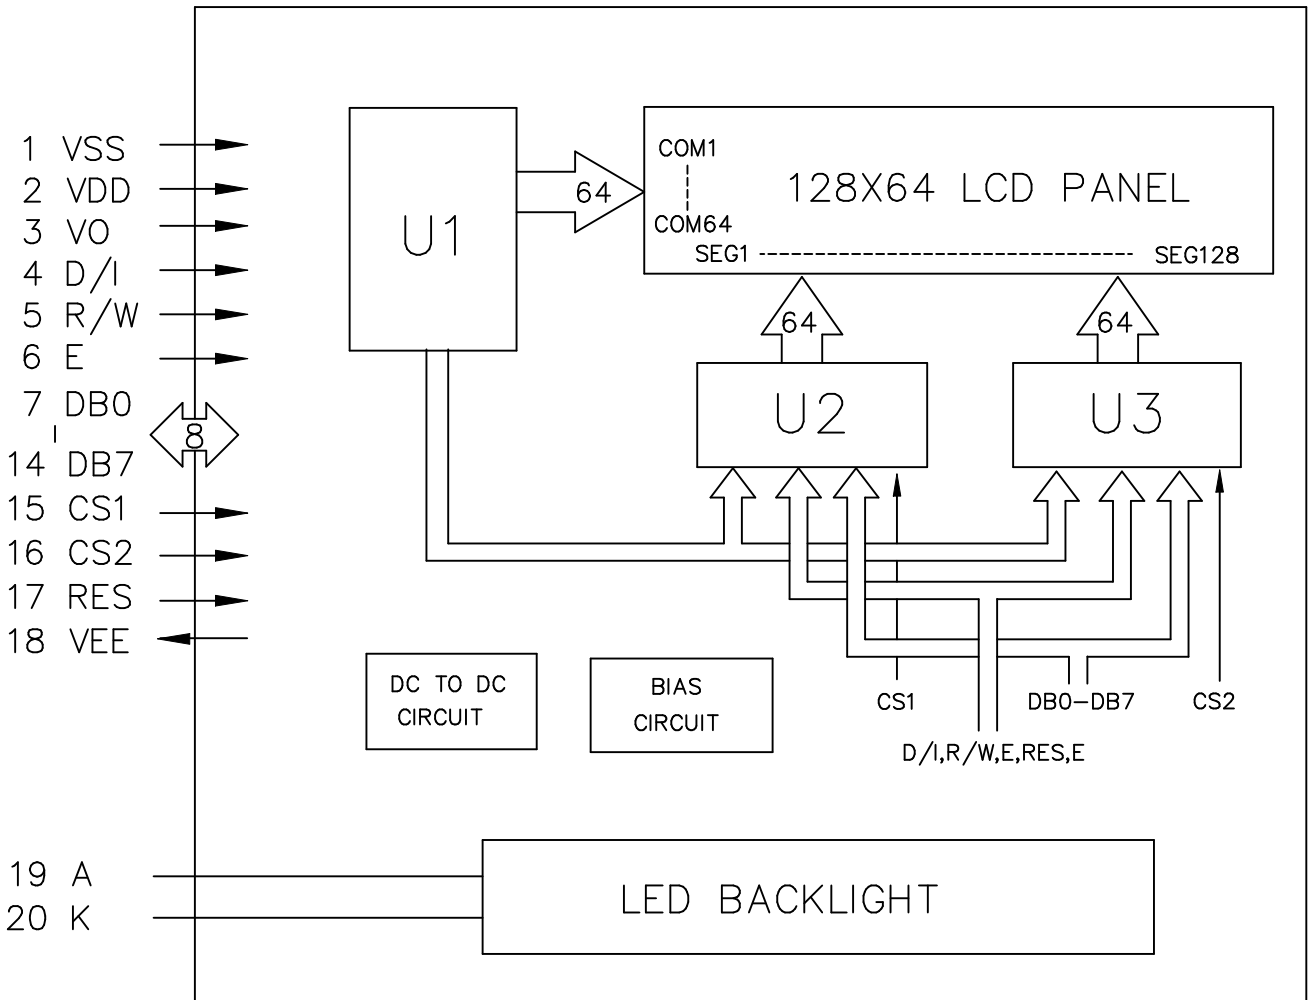 1 VSS
2 VDD
3 VO
4 D/I
5 R/W
6 E
7 DB0
14 DB7
8
15 CS1
16 CS2
17 RES
18 VEE
19 A
20 K
U1
64
COM1
COM64
128X64 LCD PANEL
SEG1
SEG128
64
64
U2
U3
CS1
DB0-DB7
CS2
D/I,R/W,E,RES,E
DC TO DC
CIRCUIT
BIAS
CIRCUIT
LED BACKLIGHT